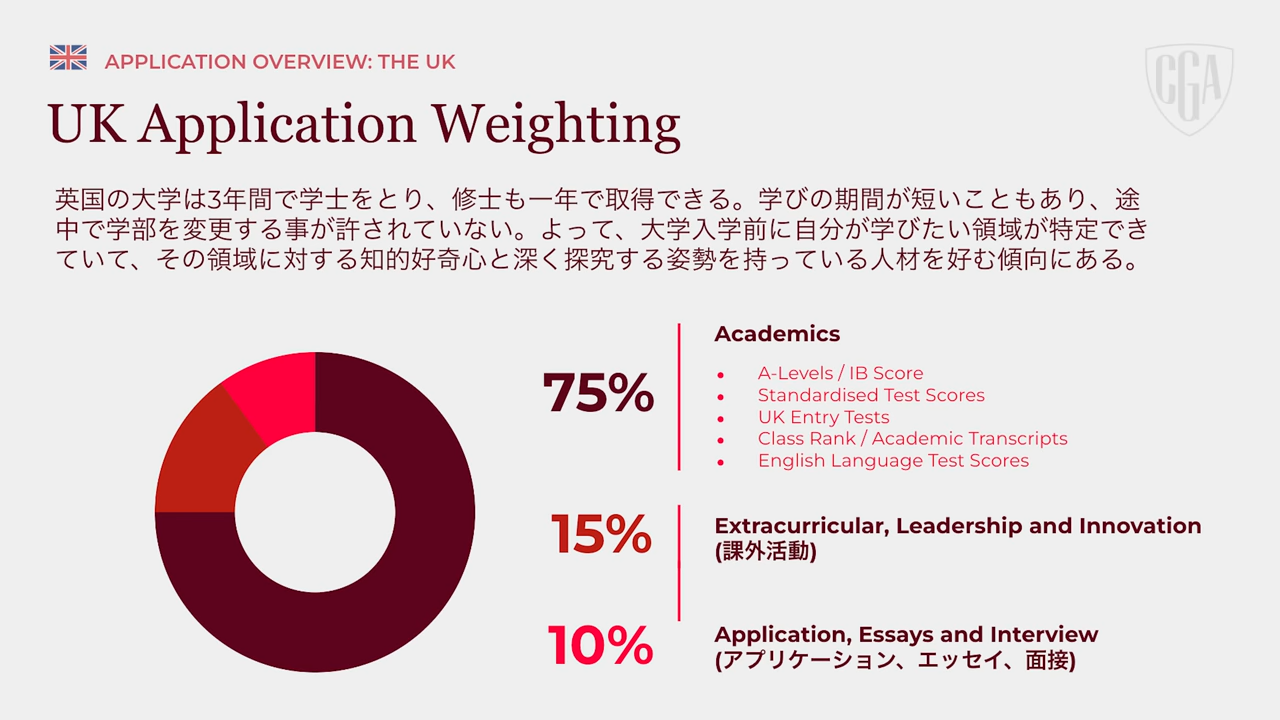 APPLICATION OVERVIEW: THE UK
CGA
UK Application Weighting
英国の大学は3年間で学士をとり、修士も一年で取得できる。学びの期間が短いこともあり、途
中で学部を変更する事が許されていない。よって、大学入学前に自分が学びたい領域が特定でき
ていて、その領域に対する知的好奇心と深く探究する姿勢を持っている人材を好む傾向にある。
75%
Academics
• A-Levels / IB Score
• Standardised Test Scores
• UK Entry Tests
• Class Rank / Academic Transcripts
• English Language Test Scores
15%
Extracurricular, Leadership and Innovation
(課外活動)
10%
Application, Essays and Interview
(アプリケーション、エッセイ、面接)